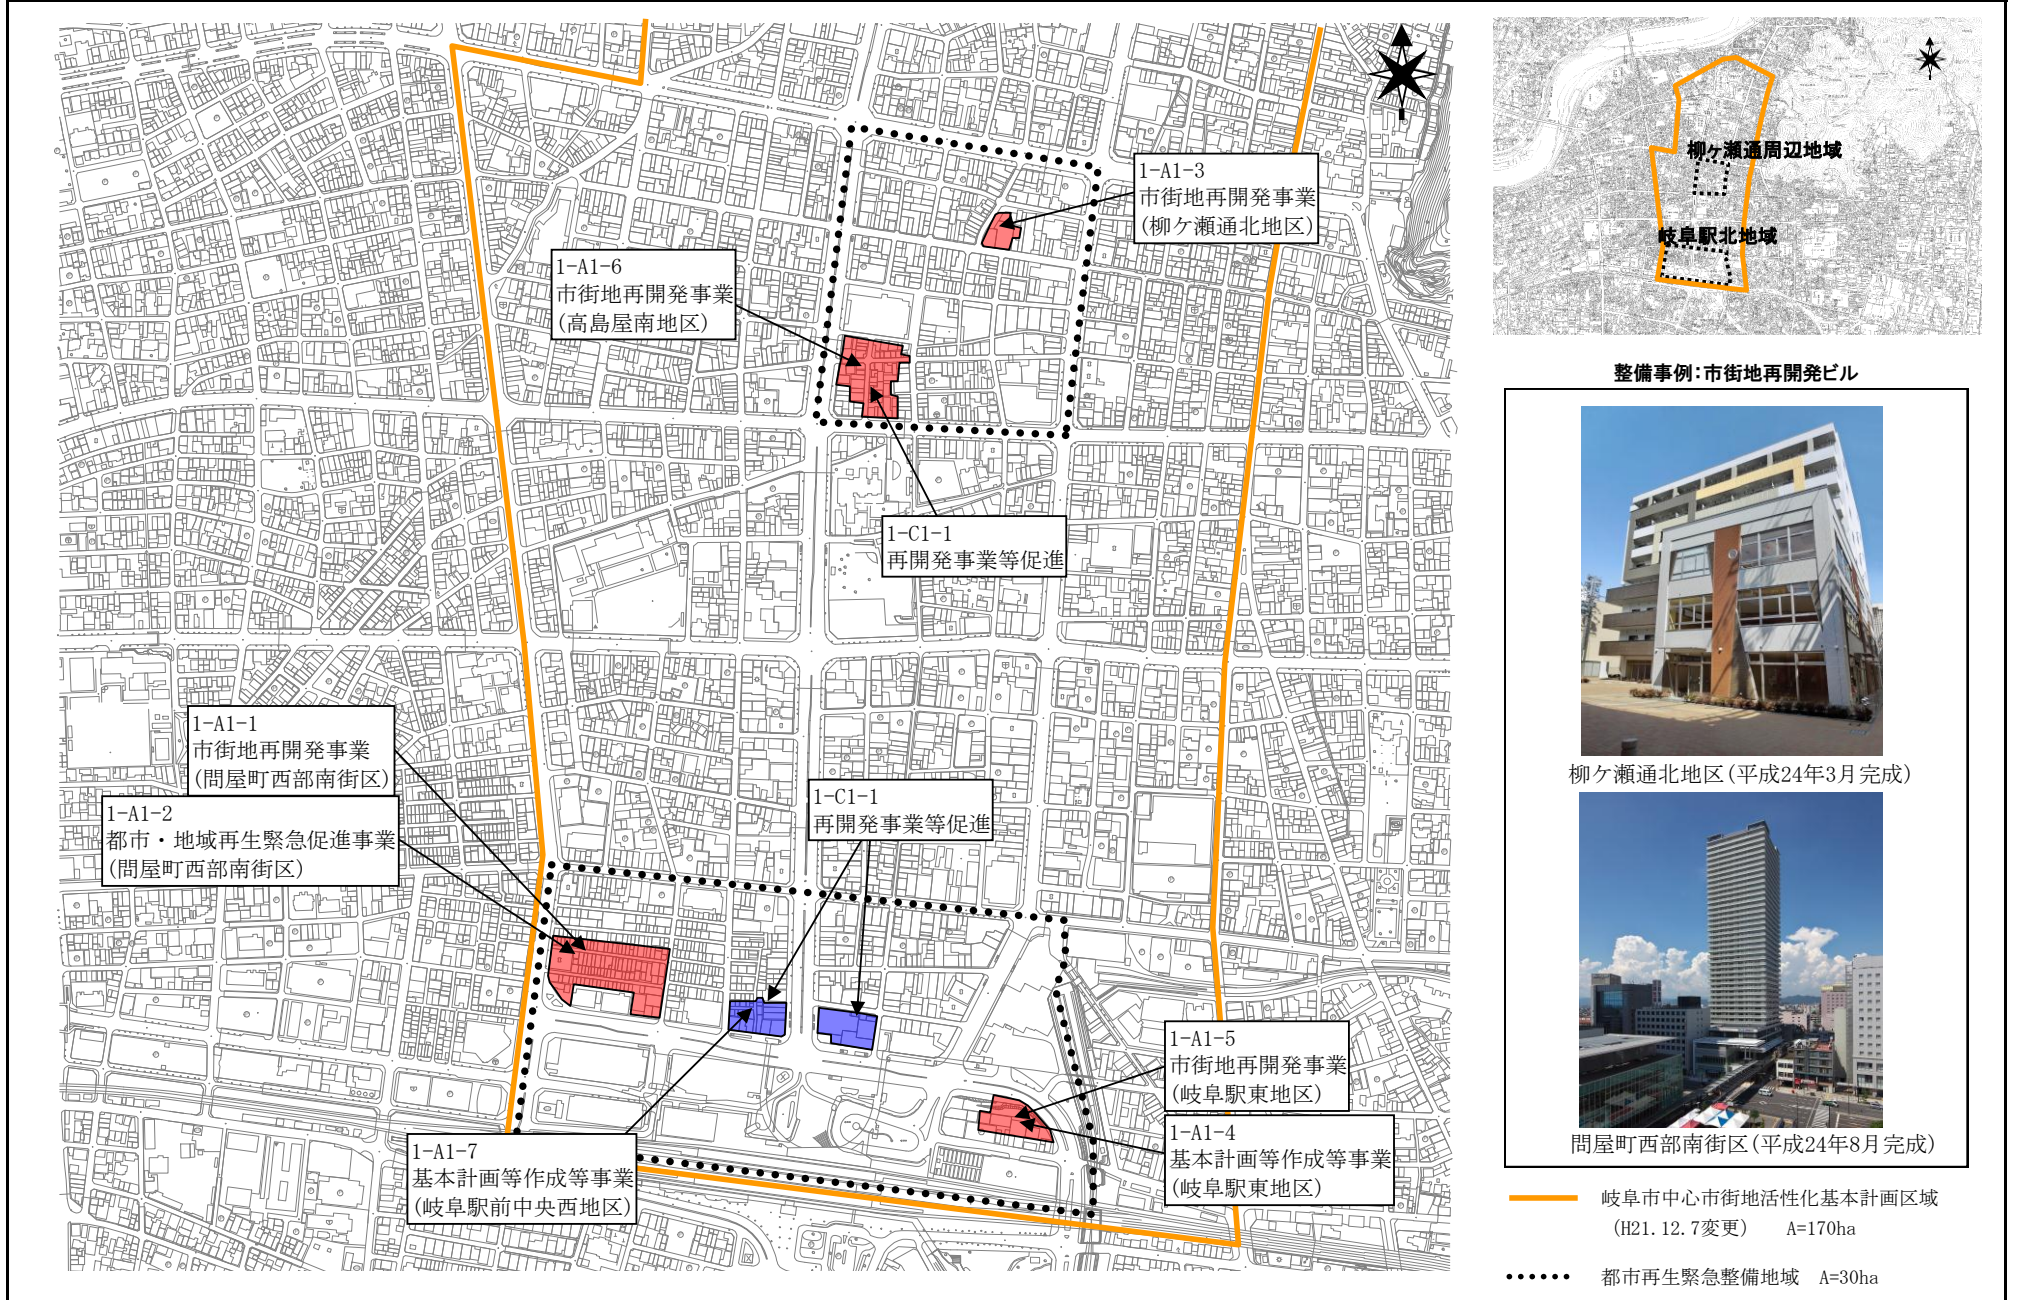 1-A1-3
市街地再開発事業
(柳ケ瀬通北地区)
1-A1-6
市街地再開発事業
(高島屋南地区)
1-C1-1
再開発事業等促進
1-A1-1
市街地再開発事業
(問屋町西部南街区)
1-A1-2
都市・地域再生緊急促進事業
(問屋町西部南街区)
1-C1-1
再開発事業等促進
1-A1-5
市街地再開発事業
(岐阜駅東地区)
1-A1-4
基本計画等作成等事業
(岐阜駅東地区)
1-A1-7
基本計画等作成等事業
(岐阜駅前中央西地区)
柳ヶ瀬通周辺地域
岐阜駅北地域
整備事例:市街地再開発ビル
柳ケ瀬通北地区(平成24年3月完成)
問屋町西部南街区(平成24年8月完成)
岐阜市中心市街地活性化基本計画区域
(H21.12.7変更) A=170ha
都市再生緊急整備地域 A=30ha